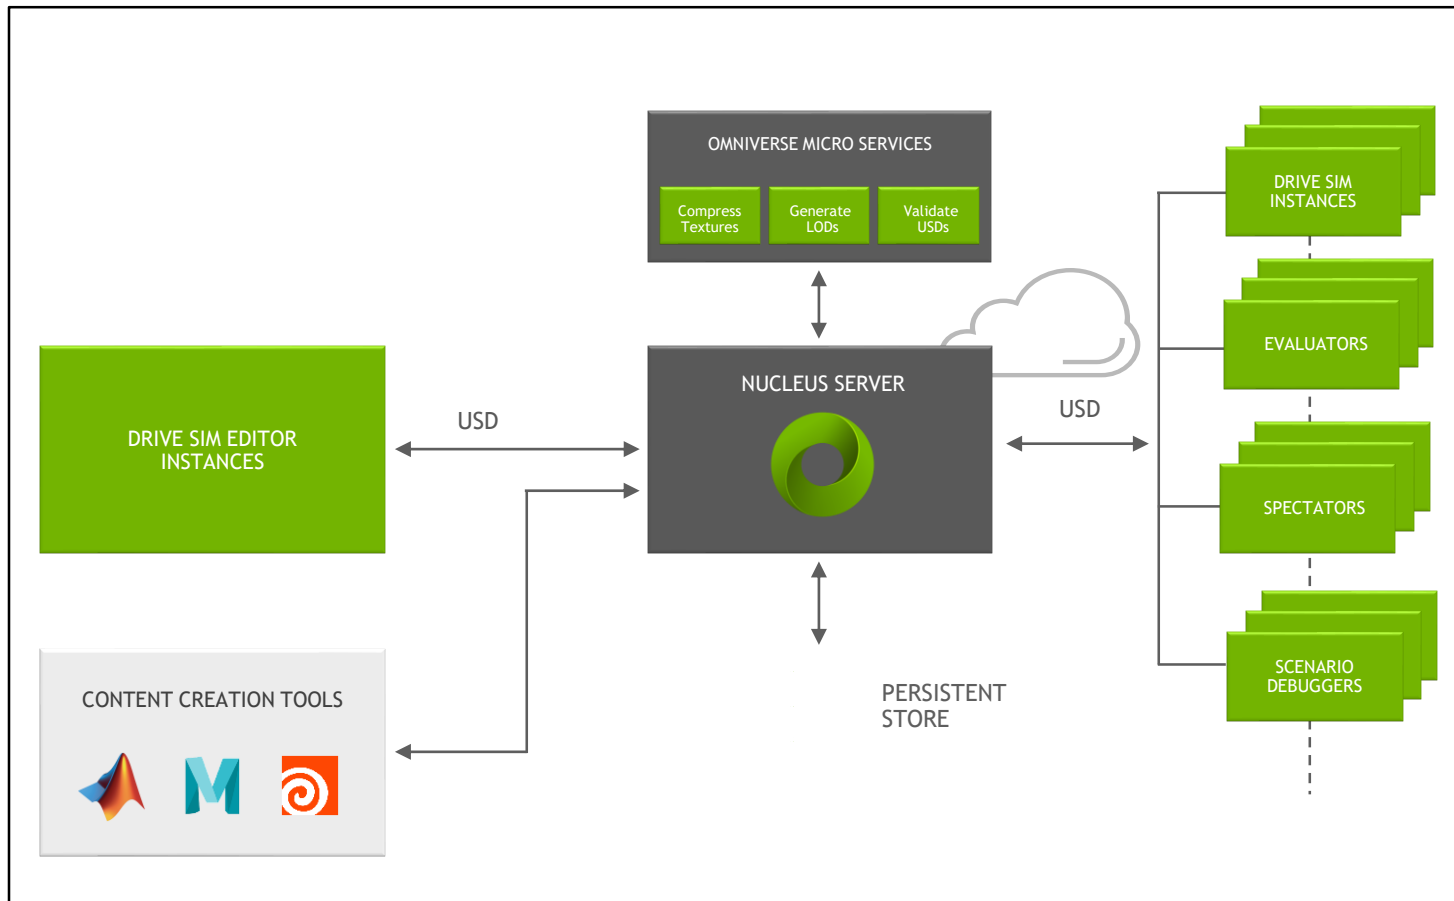 OMNIVERSE MICRO SERVICES
Compress
Textures
Generate
LODs
Validate
USDs
DRIVE SIM
INSTANCES
EVALUATORS
NUCLEUS SERVER
USD
USD
DRIVE SIM EDITOR
INSTANCES
SPECTATORS
CONTENT CREATION TOOLS
PERSISTENT
STORE
SCENARIO
DEBUGGERS